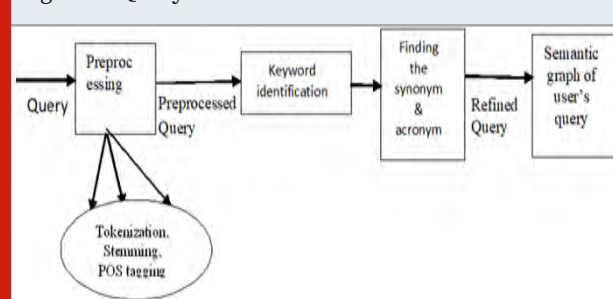 Query
Preproc
essing
Preprocessed
Query
Keyword
identification
Finding
the
synonym
&
acronym
Refined
Query
Semantic
graph of
user's
query
Tokenization,
Stemming,
POS tagging